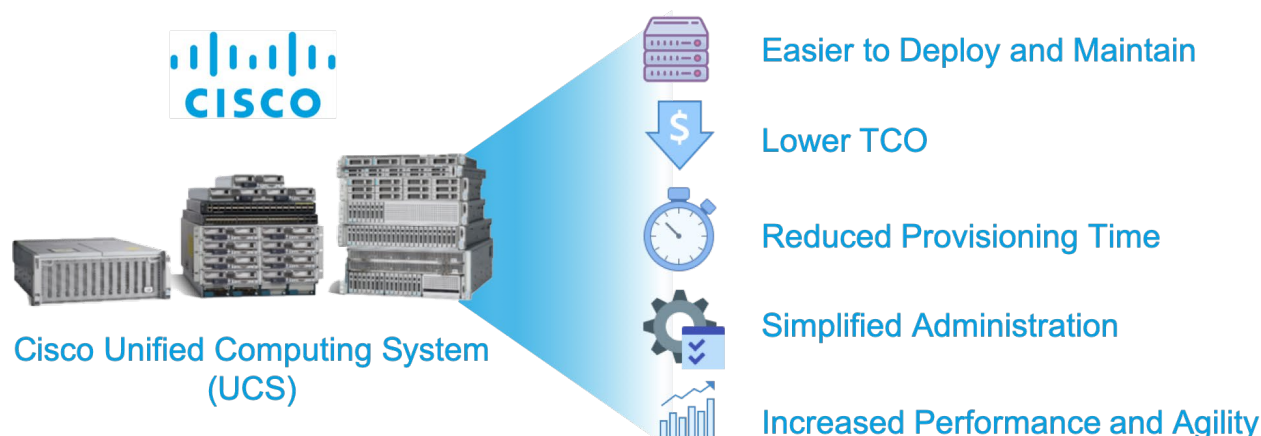 CISCO
Cisco Unified Computing System
(UCS)
$
Easier to Deploy and Maintain
Lower TCO
Reduced Provisioning Time
Simplified Administration
Increased Performance and Agility